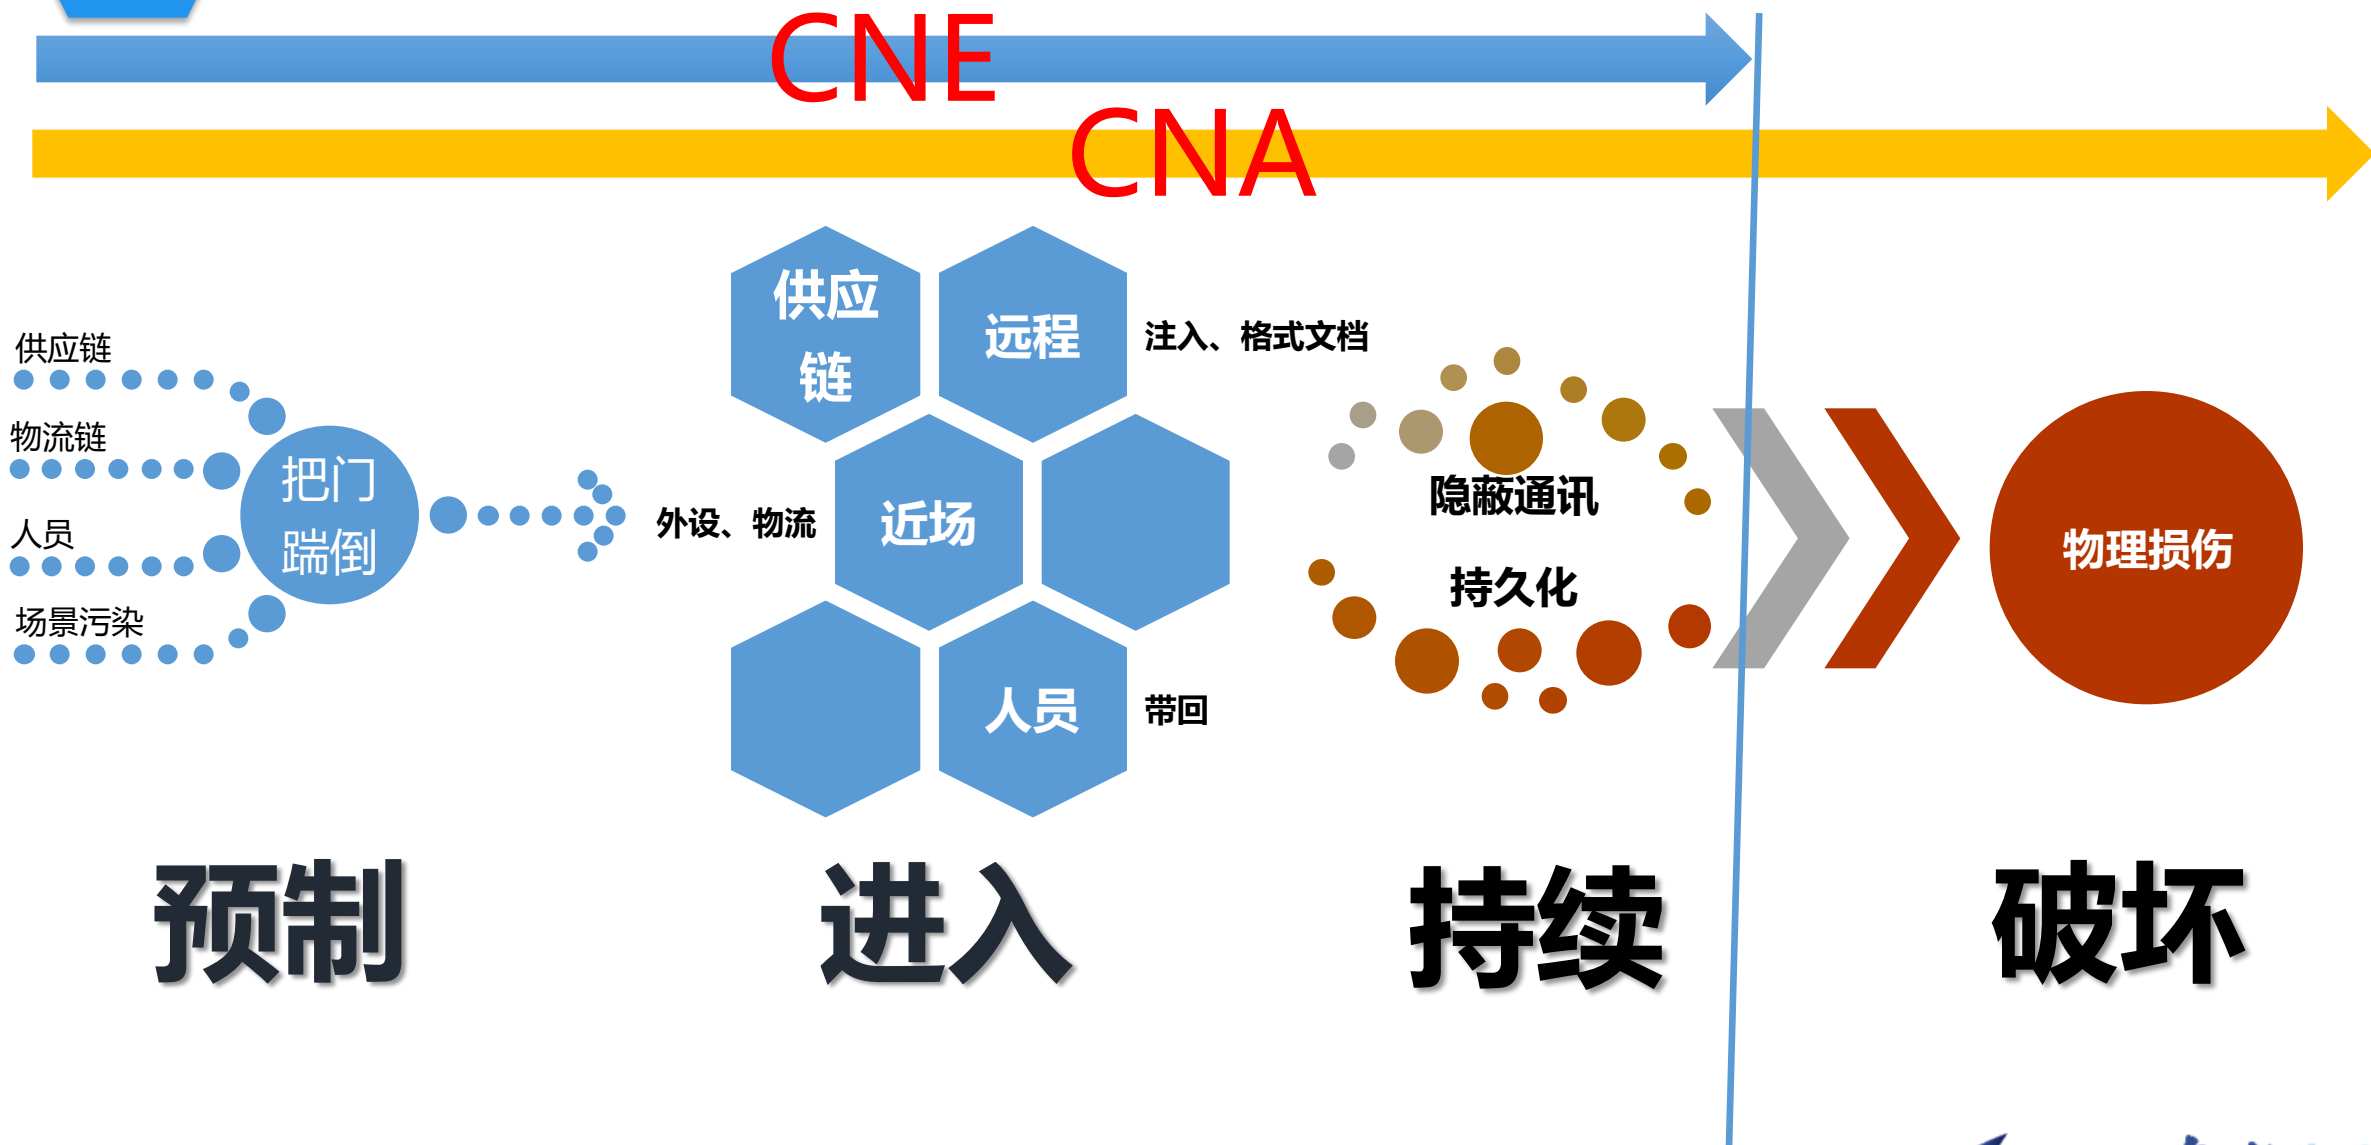 CNE
CNA
供应链
物流链
人员
场景污染
把门
踹倒
供应
链
远程
注入、格式文档
外设、物流
近场
人员
带回
隐蔽通讯
持久化
物理损伤
预制
进入
持续
破坏